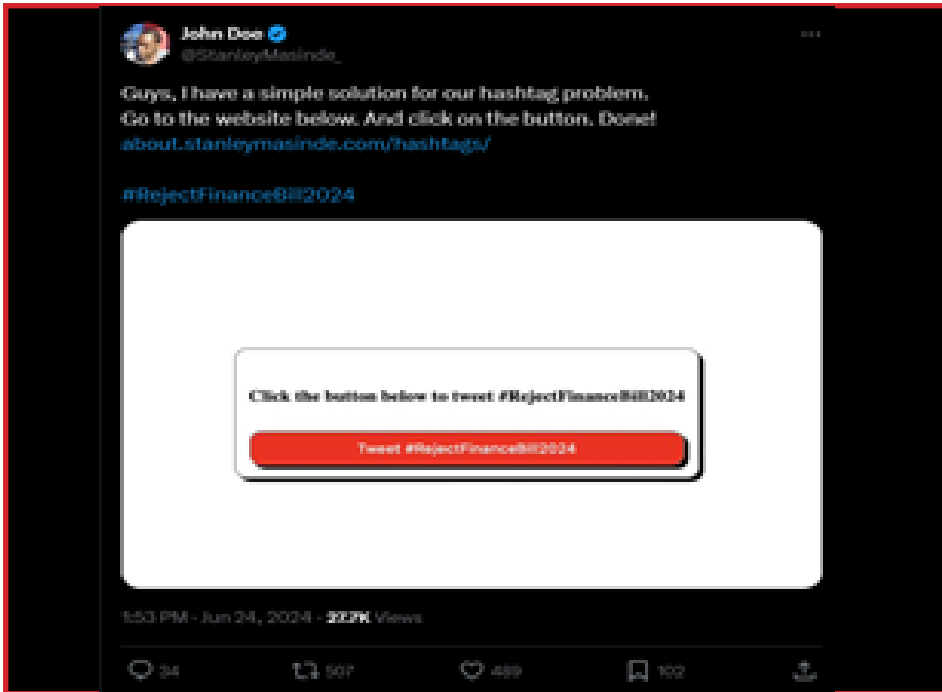 John Doe
@StanleyMasinde_
Guys, I have a simple solution for our hashtag problem.
Go to the website below. And click on the button. Done!
about.stanleymasinde.com/hashtags/
#RejectFinanceBill2024
Click the button below to tweet #RejectFinanceBill2024
Tweet #RejectFinanceBill2024
1:53 PM · Jun 24, 2024 · 27.7K Views
34 507 489 102